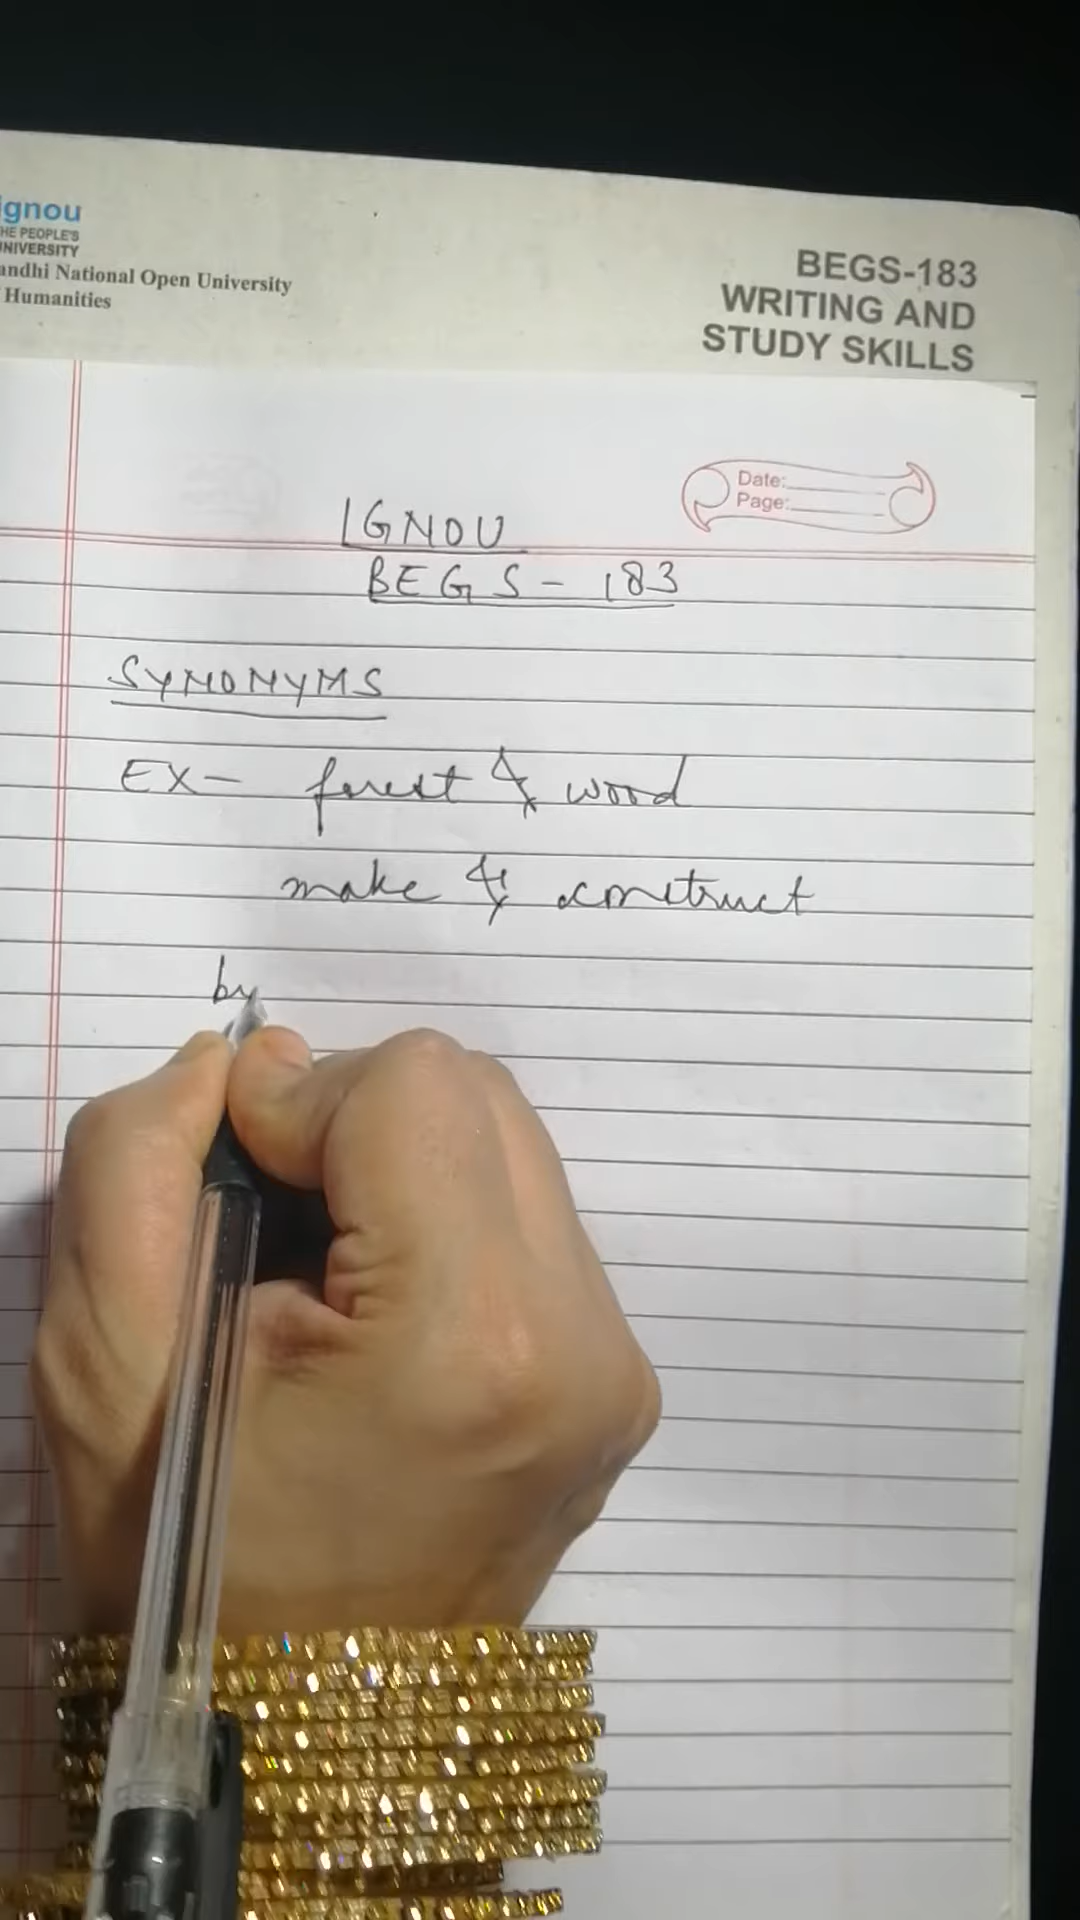 ignou
HE PEOPLE'S
NIVERSITY
andhi National Open University
Humanities
BEGS-183
WRITING AND
STUDY SKILLS
Date:
Page:
IGNOU
BEGS - 183
SYNONYMS
EX- forest & wood
make & construct
by